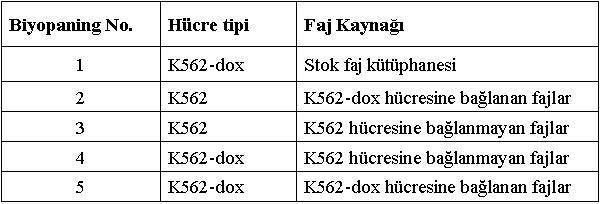 Biyopaning No. Hücre tipi Faj Kaynağı
1 K562-dox Stok faj kütüphanesi
2 K562 K562-dox hücresine bağlanan fajlar
3 K562 K562 hücresine bağlanmayan fajlar
4 K562-dox K562 hücresine bağlanmayan fajlar
5 K562-dox K562-dox hücresine bağlanan fajlar